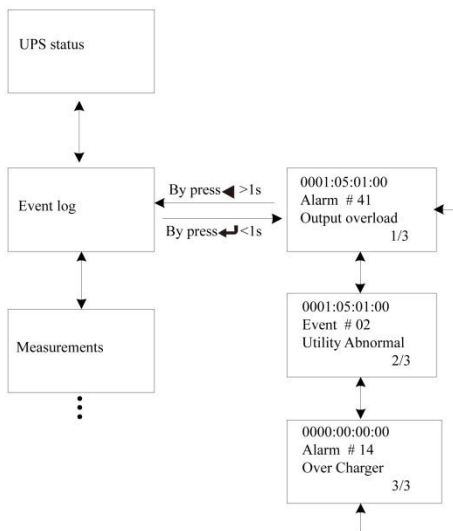 UPS status
Event log
By press >1s
By press <1s
Measurements
0001:05:01:00
Alarm # 41
Output overload
1/3
0001:05:01:00
Event # 02
Utility Abnormal
2/3
0000:00:00:00
Alarm # 14
Over Charger
3/3